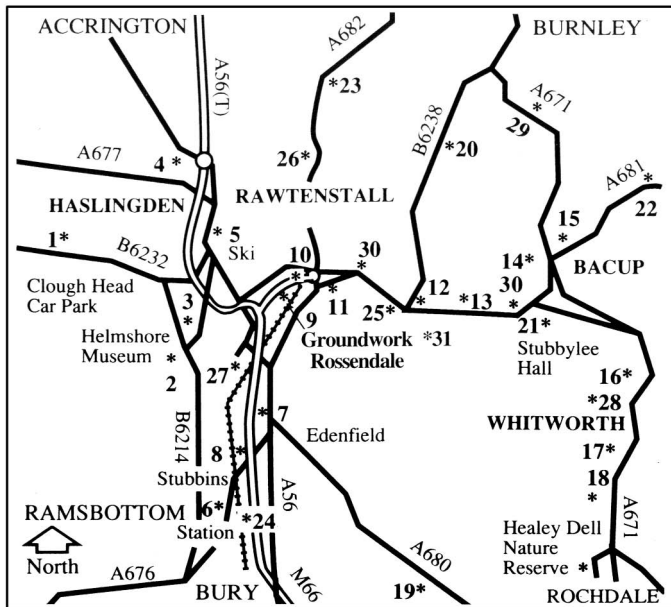 ACCRINGTON
A56(T)
A682
BURNLEY
*23
A671
*
29
B6238
*20
A677
4*
26*
A681
*
22
HASLINGDEN
RAWTENSTALL
1*
B6232
*
5
Ski
10
**
30
*
15
*
14*
BACUP
Clough Head
Car Park
3
*
*
9
*
11
25*
12
*
*13
30
*
Helmshore
Museum
*
2
Groundwork
Rossendale
*31
21*
Stubbylee
Hall
27*
16*
*28
WHITWORTH
B6214
*
7
Edenfield
8
*
Stubbins
17*
18
*
A56
RAMSBOTTOM
6*
Station
*24
A671
North
Healey Dell
Nature
Reserve
*
A680
A676
BURY
M66
19*
ROCHDALE